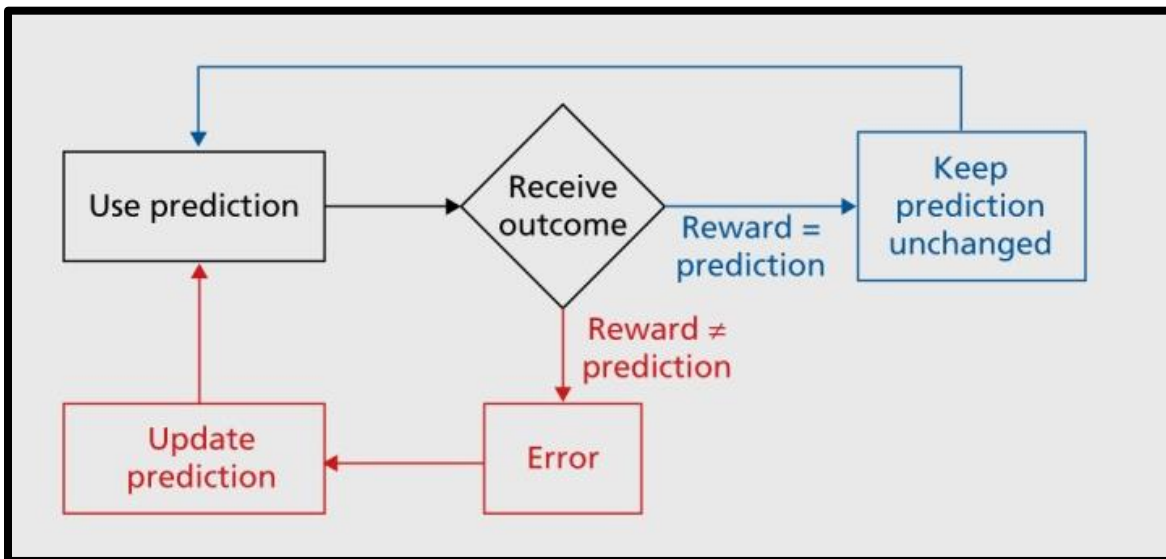 Use prediction
Receive
outcome
Reward =
prediction
Keep
prediction
unchanged
Reward ≠
prediction
Error
Update
prediction